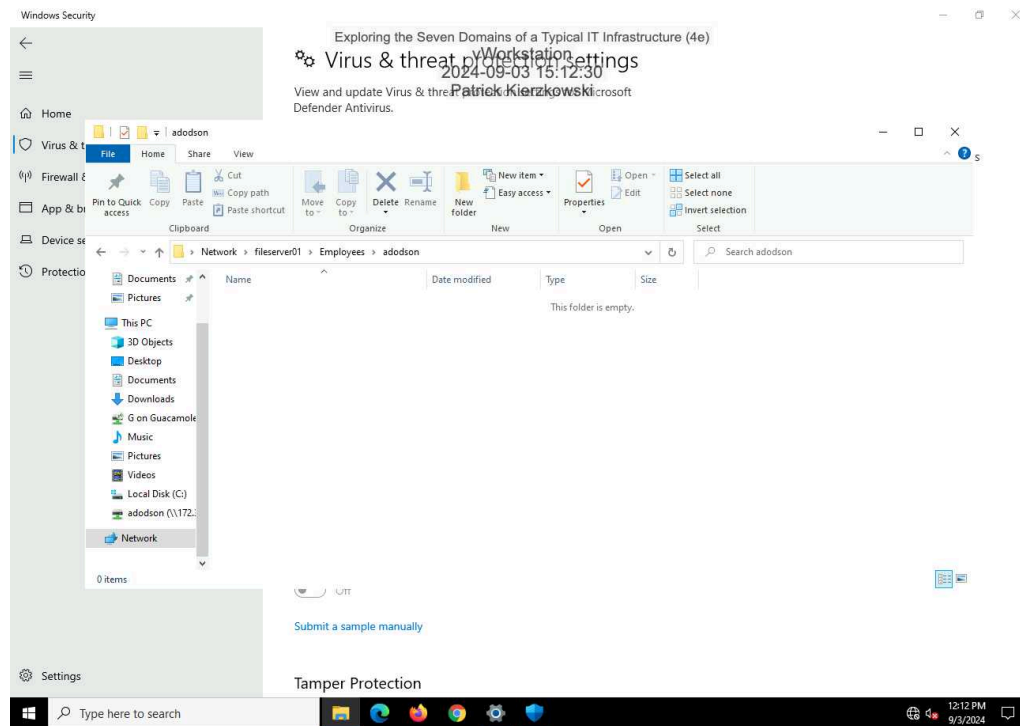 Windows Security
Exploring the Seven Domains of a Typical IT Infrastructure (4e)
vWorkstation
2024-09-03 15:12:30
Patrick Kierzkowski
Virus & threat protection settings
View and update Virus & threat protection settings for Microsoft
Defender Antivirus.
Home
Virus & t
Firewall &
App & br
Device se
Protectio
adodson
File Home Share View
s
Pin to Quick access
Copy
Paste
Cut
Copy path
Paste shortcut
Clipboard
Move to
Copy to
Delete
Rename
Organize
New folder
New item
Easy access
New
Properties
Open
Edit
Open
Select all
Select none
Invert selection
Select
Network > fileserver01 > Employees > adodson
Search adodson
Name Date modified Type Size
This folder is empty.
Documents
Pictures
This PC
3D Objects
Desktop
Documents
Downloads
G on Guacamole
Music
Pictures
Videos
Local Disk (C:)
adodson (\\172.
Network
0 items
Off
Submit a sample manually
Tamper Protection
Settings
Type here to search
12:12 PM
9/3/2024